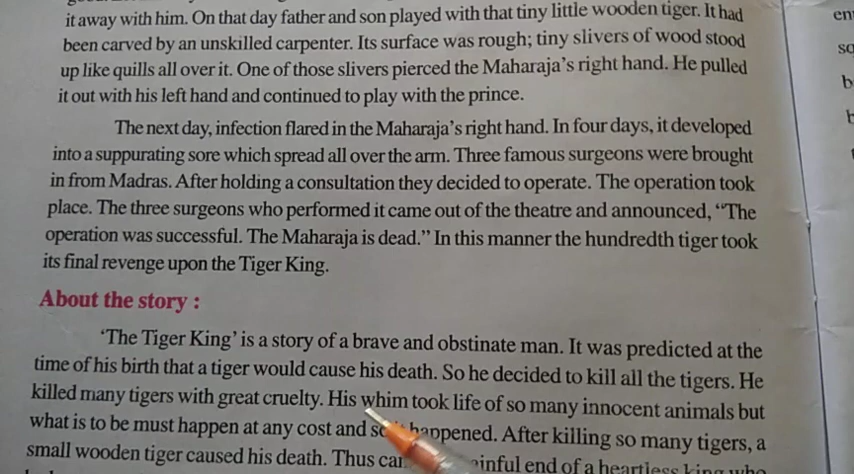 it away with him. On that day father and son played with that tiny little wooden tiger. It had
been carved by an unskilled carpenter. Its surface was rough; tiny slivers of wood stood
up like quills all over it. One of those slivers pierced the Maharaja's right hand. He pulled
it out with his left hand and continued to play with the prince.
The next day, infection flared in the Maharaja's right hand. In four days, it developed
into a suppurating sore which spread all over the arm. Three famous surgeons were brought
in from Madras. After holding a consultation they decided to operate. The operation took
place. The three surgeons who performed it came out of the theatre and announced, “The
operation was successful. The Maharaja is dead.” In this manner the hundredth tiger took
its final revenge upon the Tiger King.
About the story :
‘The Tiger King’ is a story of a brave and obstinate man. It was predicted at the
time of his birth that a tiger would cause his death. So he decided to kill all the tigers. He
killed many tigers with great cruelty. His whim took life of so many innocent animals but
what is to be must happen at any cost and happened. After killing so many tigers, a
small wooden tiger caused his death. Thus end of a heartless king who